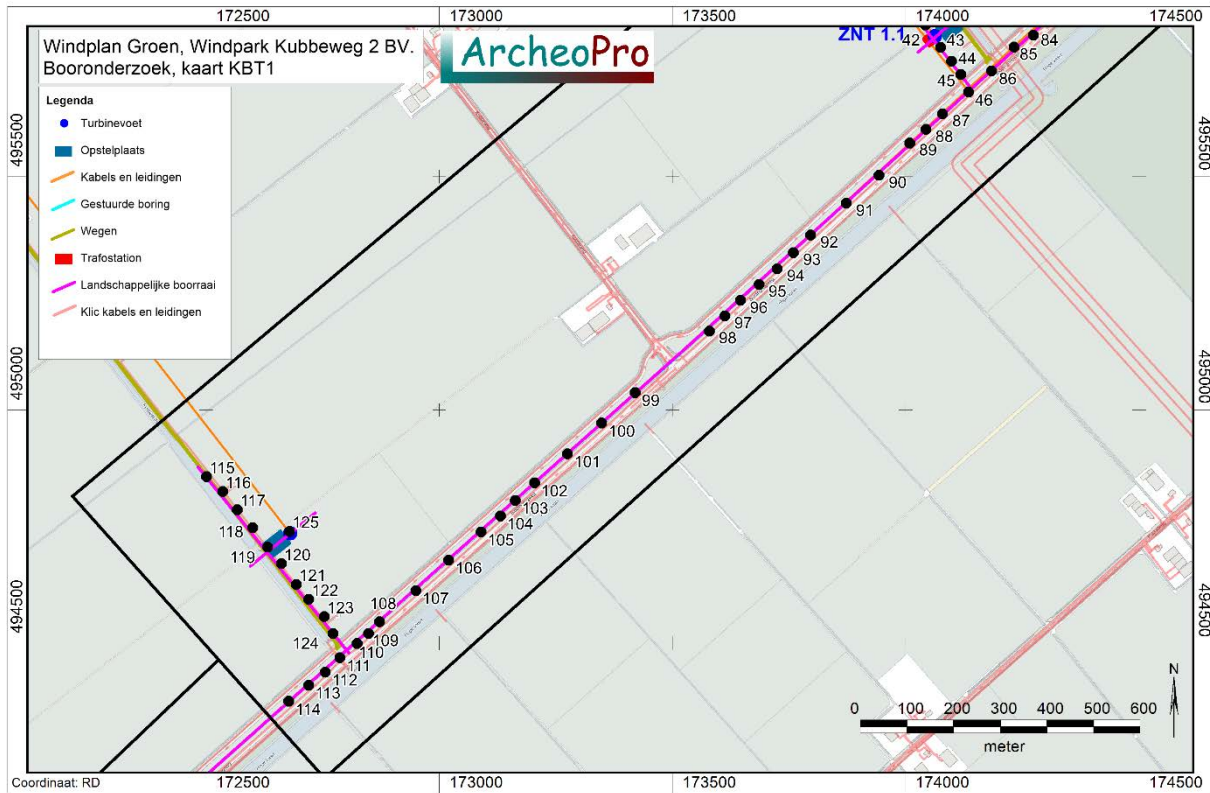 172500 173000 173500 174000 174500
Windplan Groen, Windpark Kubbeweg 2 BV.
Booronderzoek, kaart KBT1
ArcheoPro
Legenda
Turbinevoet
Opstelplaats
Kabels en leidingen
Gestuurde boring
Wegen
Trafostation
Landschappelijke boorraai
Klic kabels en leidingen
ZNT 1.1
42
43
44
45
46
84
85
86
87
88
89
90
91
92
93
94
95
96
97
98
99
100
101
102
103
104
105
106
107
108
109
110
111
112
113
114
115
116
117
118
119
125
120
121
122
123
124
495500
495000
494500
495500
495000
494500
N
0 100 200 300 400 500 600
meter
Coordinaat: RD
172500 173000 173500 174000 174500